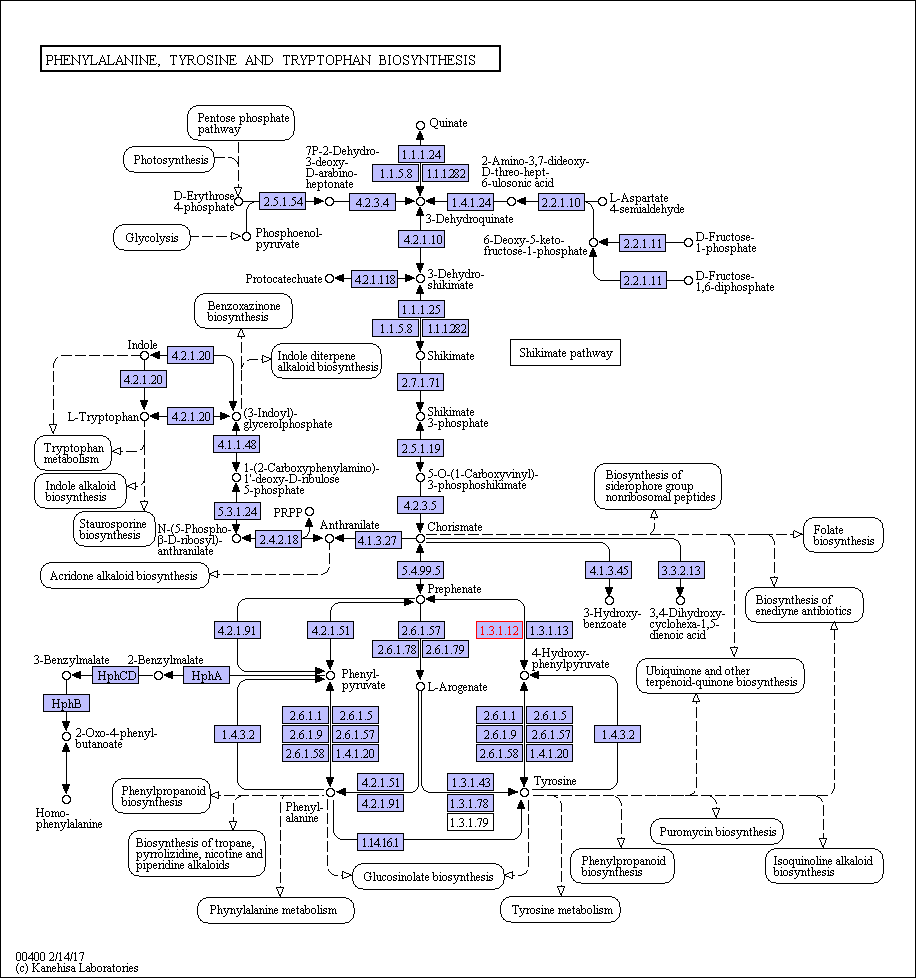 PHENYLALANINE, TYROSINE AND TRYPTOPHAN BIOSYNTHESIS
Pentose phosphate
pathway
Photosynthesis
D-Erythrose
4-phosphate
Glycolysis
Phosphoenol-
pyruvate
2.5.1.54
7P-2-Dehydro-
3-deoxy-
D-arabino-
heptonate
4.2.3.4
Quinate
1.1.1.24
1.1.5.8
1.1.1.282
3-Dehydroquinate
1.4.1.24
2-Amino-3,7-dideoxy-
D-threo-hept-
6-ulosonic acid
2.2.1.10
L-Aspartate
4-semialdehyde
6-Deoxy-5-keto-
fructose-1-phosphate
2.2.1.11
D-Fructose-
1-phosphate
2.2.1.11
D-Fructose-
1,6-diphosphate
4.2.1.10
Protocatechuate
4.2.1.118
3-Dehydro-
shikimate
1.1.1.25
1.1.5.8
1.1.1.282
Shikimate
Shikimate pathway
2.7.1.71
Shikimate
3-phosphate
2.5.1.19
5-O-(1-Carboxyvinyl)-
3-phosphoshikimate
4.2.3.5
Chorismate
Benzoxazinone
biosynthesis
Indole
4.2.1.20
Indole diterpene
alkaloid biosynthesis
4.2.1.20
L-Tryptophan
4.2.1.20
(3-Indoyl)-
glycerolphosphate
Tryptophan
metabolism
4.1.1.48
Indole alkaloid
biosynthesis
1-(2-Carboxyphenylamino)-
1'-deoxy-D-ribulose
5-phosphate
Staurosporine
biosynthesis
5.3.1.24
PRPP
N-(5-Phospho-
β-D-ribosyl)-
anthranilate
2.4.2.18
Anthranilate
4.1.3.27
Acridone alkaloid biosynthesis
Biosynthesis of
siderophore group
nonribosomal peptides
Folate
biosynthesis
5.4.99.5
4.1.3.45
3.3.2.13
Prephenate
3-Hydroxy-
benzoate
3,4-Dihydroxy-
cyclohexa-1,5-
dienoic acid
Biosynthesis of
enediyne antibiotics
4.2.1.91
4.2.1.51
2.6.1.57
2.6.1.78
2.6.1.79
1.3.1.12
1.3.1.13
3-Benzylmalate
2-Benzylmalate
HphCD
HphA
HphB
Phenyl-
pyruvate
L-Arogenate
4-Hydroxy-
phenylpyruvate
Ubiquinone and other
terpenoid-quinone biosynthesis
2-Oxo-4-phenyl-
butanoate
1.4.3.2
2.6.1.1
2.6.1.5
2.6.1.9
2.6.1.57
2.6.1.58
1.4.1.20
2.6.1.1
2.6.1.5
2.6.1.9
2.6.1.57
2.6.1.58
1.4.1.20
1.4.3.2
Homo-
phenylalanine
Phenylpropanoid
biosynthesis
Phenyl-
alanine
4.2.1.51
4.2.1.91
1.3.1.43
1.3.1.78
1.3.1.79
Tyrosine
1.14.16.1
Biosynthesis of tropane,
pyrrolizidine, nicotine and
piperidine alkaloids
Glucosinolate biosynthesis
Phenylpropanoid
biosynthesis
Puromycin biosynthesis
Isoquinoline alkaloid
biosynthesis
Phynylalanine metabolism
Tyrosine metabolism
00400 2/14/17
(c) Kanehisa Laboratories